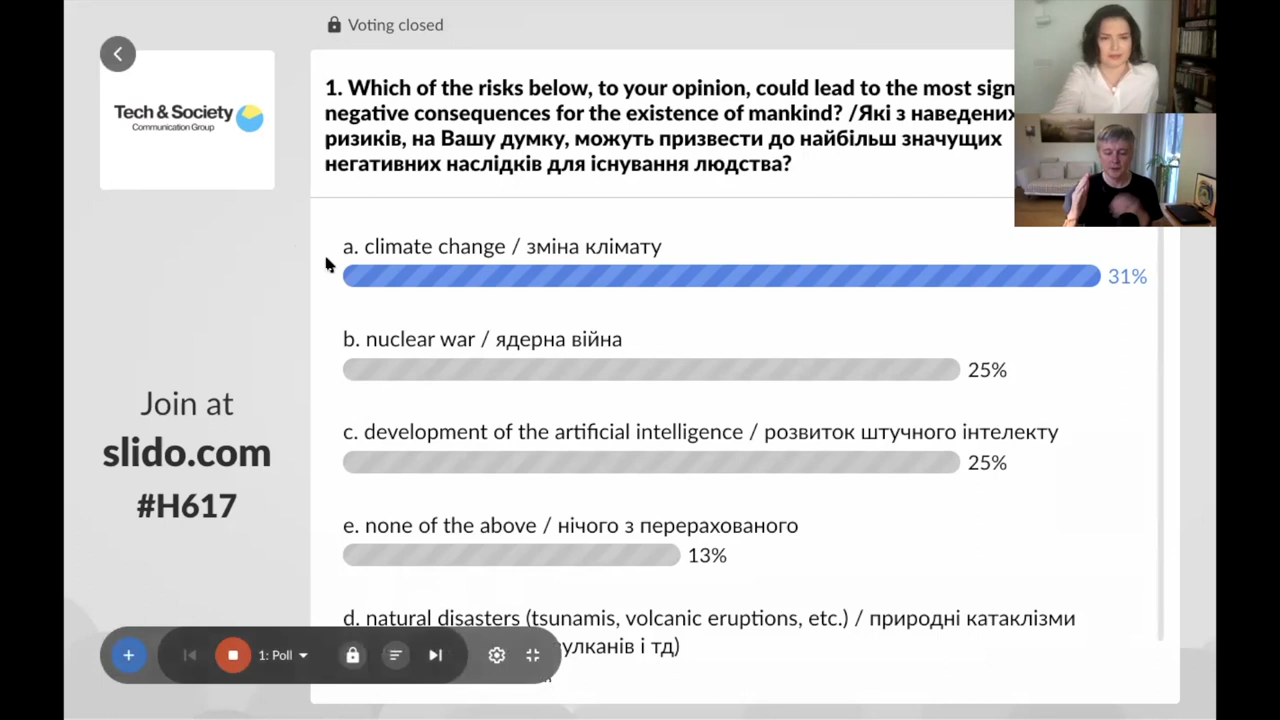 Voting closed
Tech & Society
Communication Group
1. Which of the risks below, to your opinion, could lead to the most sign
negative consequences for the existence of mankind? /Які з наведених
ризиків, на Вашу думку, можуть призвести до найбільш значущих
негативних наслідків для існування людства?
a. climate change / зміна клімату
31%
b. nuclear war / ядерна війна
25%
c. development of the artificial intelligence / розвиток штучного інтелекту
25%
e. none of the above / нічого з перерахованого
13%
d. natural disasters (tsunamis, volcanic eruptions, etc.) / природні катаклізми
улканів і тд)
Join at
slido.com
#H617
1: Poll